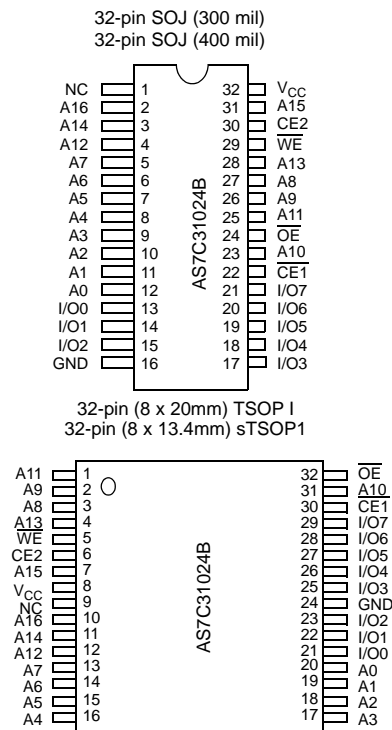 32-pin SOJ (300 mil)
32-pin SOJ (400 mil)
NC 1 32 VCC
A16 2 31 A15
A14 3 30 CE2
A12 4 29 WE
A7 5 28 A13
A6 6 27 A8
A5 7 26 A9
A4 8 25 A11
A3 9 24 OE
A2 10 23 A10
A1 11 22 CE1
A0 12 21 I/O7
I/O0 13 20 I/O6
I/O1 14 19 I/O5
I/O2 15 18 I/O4
GND 16 17 I/O3
AS7C31024B
32-pin (8 x 20mm) TSOP I
32-pin (8 x 13.4mm) sTSOP1
A11 1 32 OE
A9 2 31 A10
A8 3 30 CE1
A13 4 29 I/O7
WE 5 28 I/O6
CE2 6 27 I/O5
A15 7 26 I/O4
VCC 8 25 I/O3
NC 9 24 GND
A16 10 23 I/O2
A14 11 22 I/O1
A12 12 21 I/O0
A7 13 20 A0
A6 14 19 A1
A5 15 18 A2
A4 16 17 A3
AS7C31024B